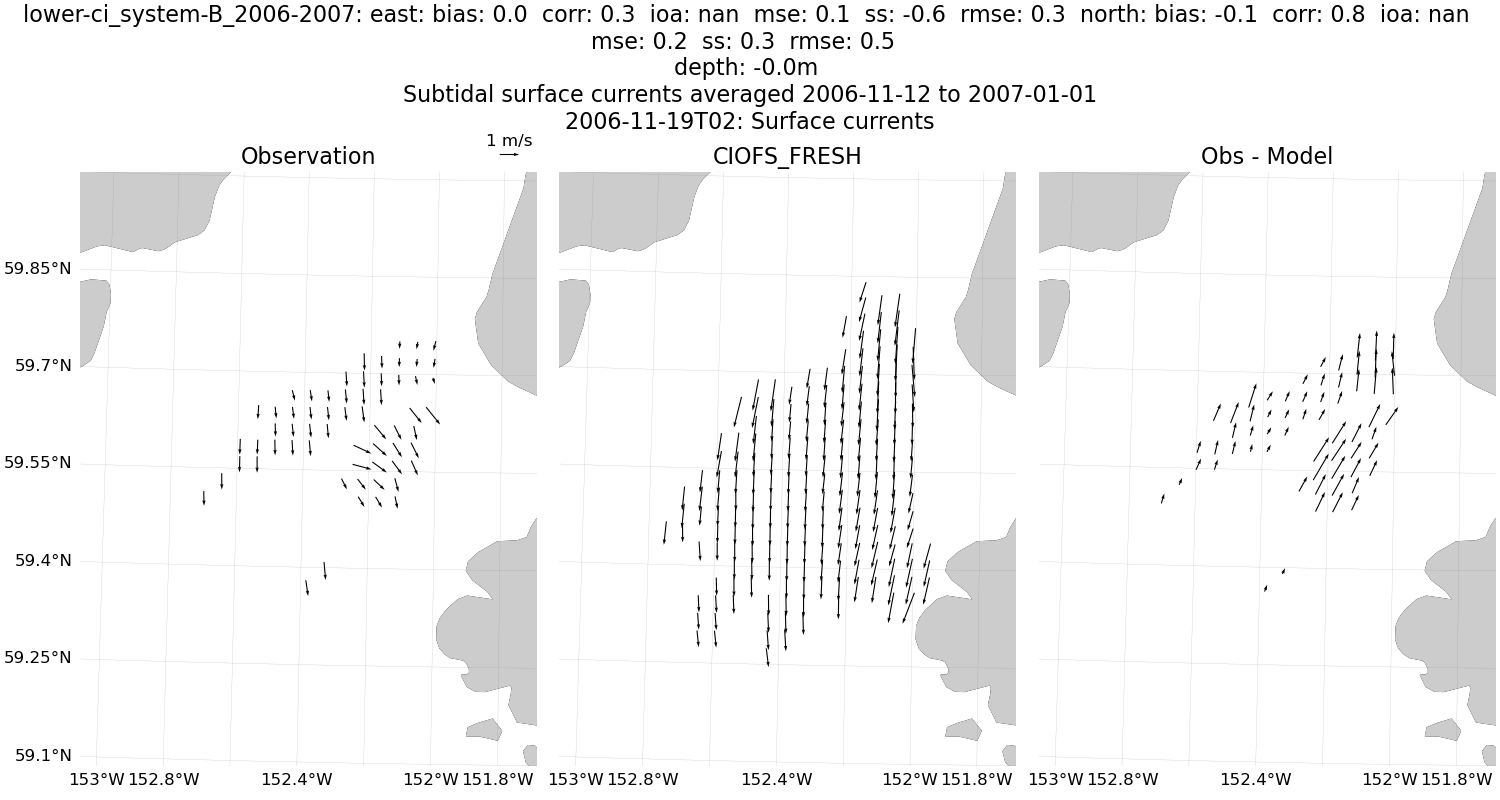 lower-ci_system-B_2006-2007: east: bias: 0.0  corr: 0.3  ioa: nan  mse: 0.1  ss: -0.6  rmse: 0.3  north: bias: -0.1  corr: 0.8  ioa: nan
mse: 0.2  ss: 0.3  rmse: 0.5
depth: -0.0m
Subtidal surface currents averaged 2006-11-12 to 2007-01-01
2006-11-19T02: Surface currents
1 m/s
Observation
CIOFS_FRESH
Obs - Model
59.85°N
59.7°N
59.55°N
59.4°N
59.25°N
59.1°N
153°W 152.8°W 152.4°W 152°W 151.8°W
153°W 152.8°W 152.4°W 152°W 151.8°W
153°W 152.8°W 152.4°W 152°W 151.8°W